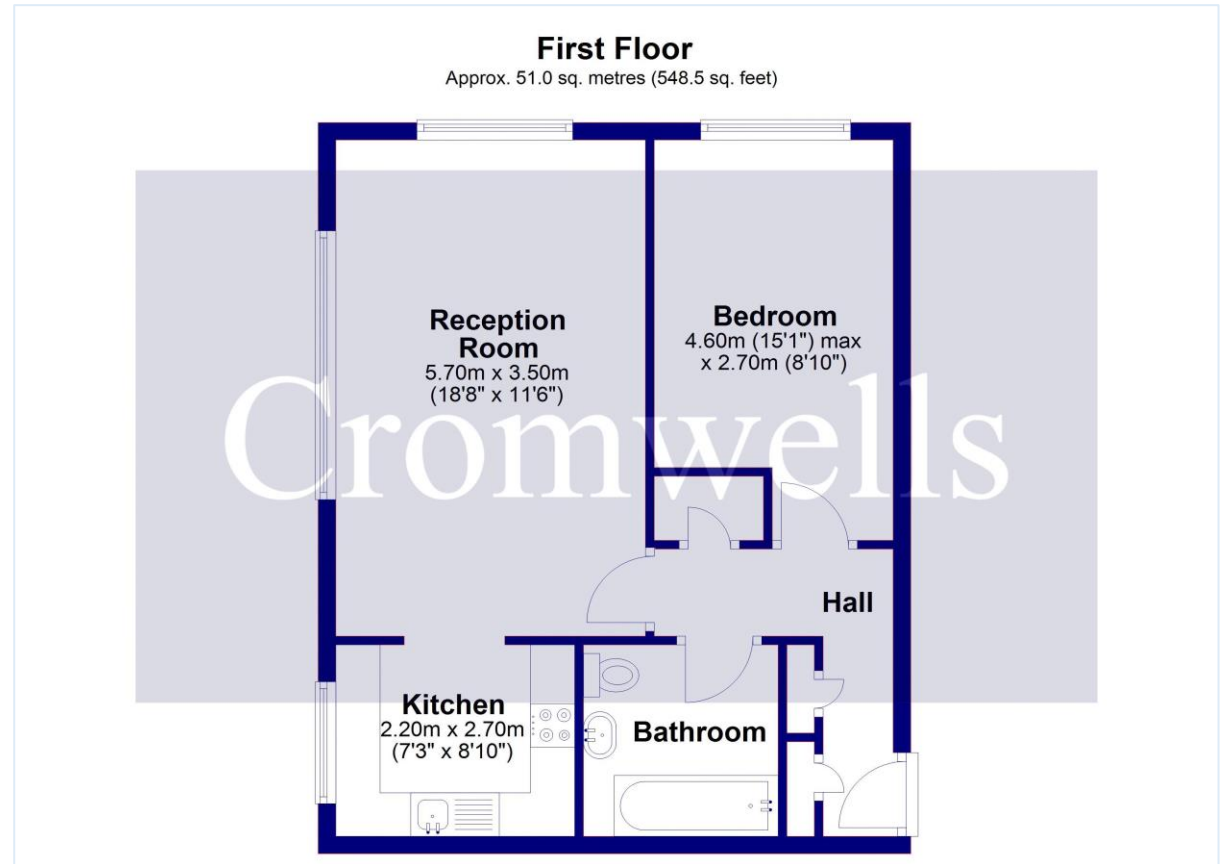 First Floor
Approx. 51.0 sq. metres (548.5 sq. feet)
Reception
Room
5.70m x 3.50m
(18'8" x 11'6")
Bedroom
4.60m (15'1") max
x 2.70m (8'10")
Cromwells
Hall
Kitchen
2.20m x 2.70m
(7'3" x 8'10")
Bathroom